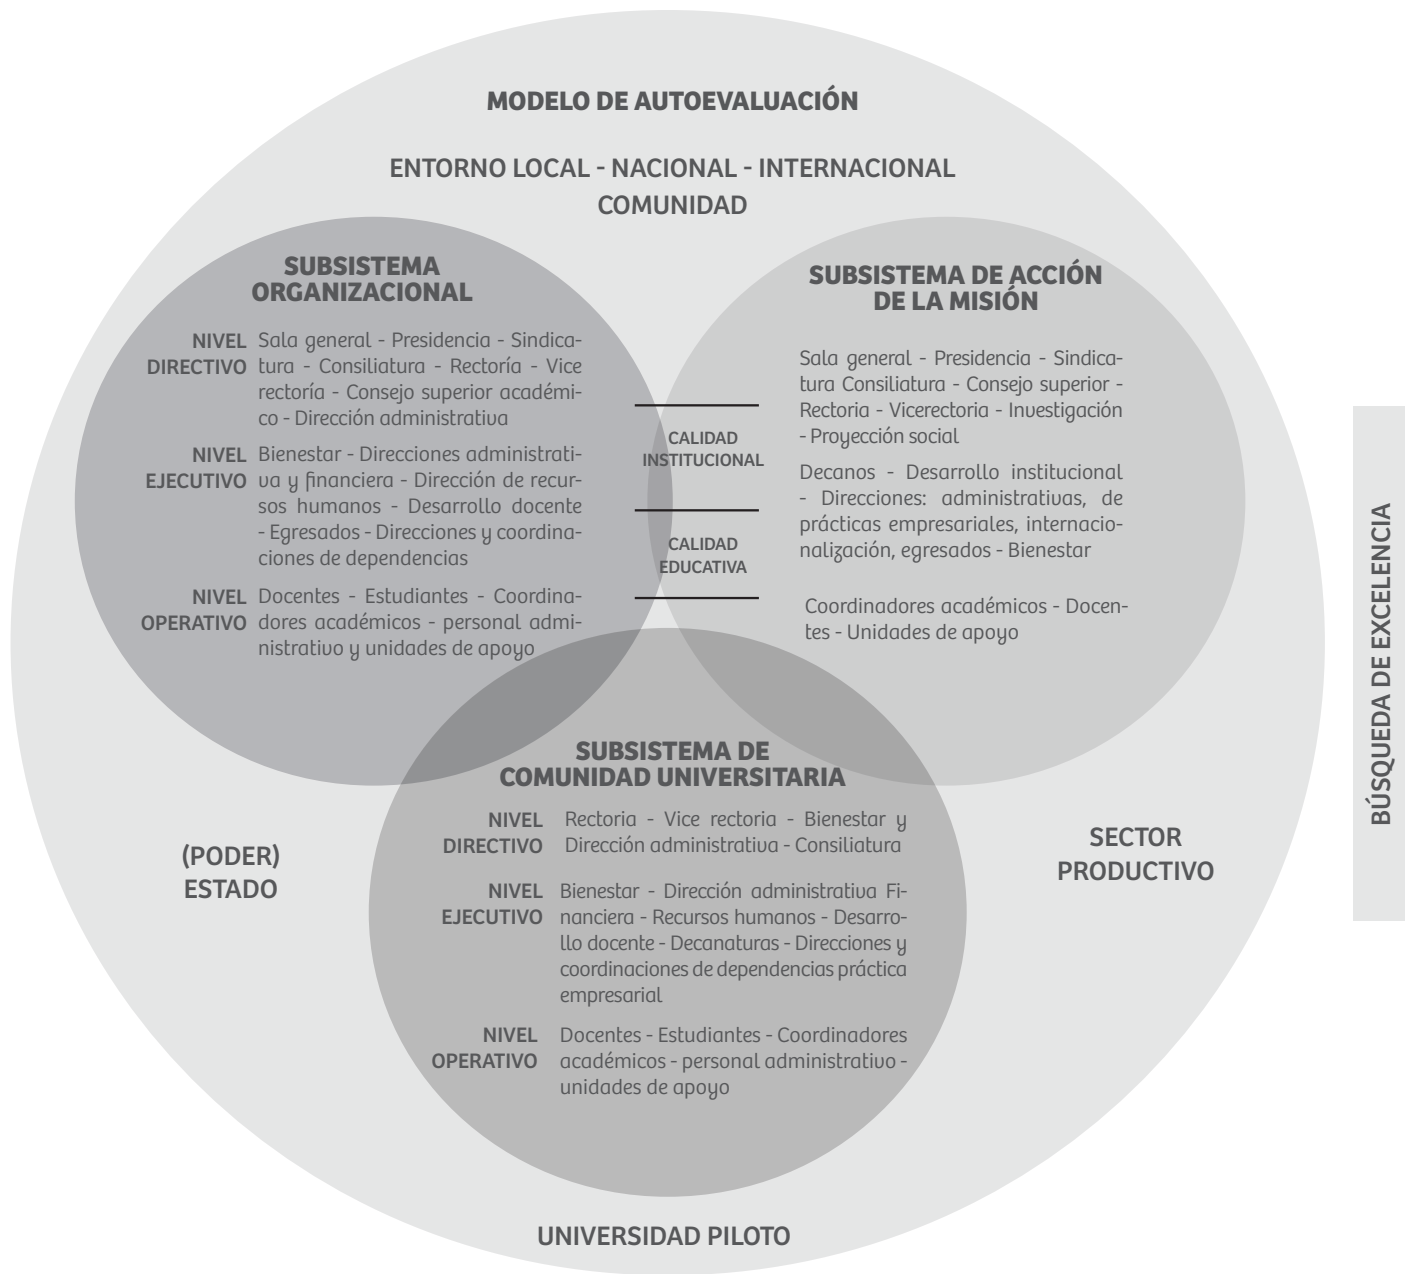 MODELO DE AUTOEVALUACIÓN
ENTORNO LOCAL - NACIONAL - INTERNACIONAL
COMUNIDAD
SUBSISTEMA
ORGANIZACIONAL
NIVEL
DIRECTIVO
Sala general - Presidencia - Sindica-
tura - Consiliatura - Rectoría - Vice
rectoría - Consejo superior académi-
co - Dirección administrativa
NIVEL
EJECUTIVO
Bienestar - Direcciones administrati-
va y financiera - Dirección de recur-
sos humanos - Desarrollo docente
- Egresados - Direcciones y coordina-
ciones de dependencias
NIVEL
OPERATIVO
Docentes - Estudiantes - Coordina-
dores académicos - personal admi-
nistrativo y unidades de apoyo
CALIDAD
INSTITUCIONAL
CALIDAD
EDUCATIVA
SUBSISTEMA DE ACCIÓN
DE LA MISIÓN
Sala general - Presidencia - Sindica-
tura Consiliatura - Consejo superior -
Rectoria - Vicerectoria - Investigación
- Proyección social
Decanos - Desarrollo institucional
- Direcciones: administrativas, de
prácticas empresariales, internacio-
nalización, egresados - Bienestar
Coordinadores académicos - Docen-
tes - Unidades de apoyo
SUBSISTEMA DE
COMUNIDAD UNIVERSITARIA
NIVEL
DIRECTIVO
Rectoria - Vice rectoria - Bienestar y
Dirección administrativa - Consiliatura
NIVEL
EJECUTIVO
Bienestar - Dirección administrativa Fi-
nanciera - Recursos humanos - Desarro-
llo docente - Decanaturas - Direcciones y
coordinaciones de dependencias práctica
empresarial
NIVEL
OPERATIVO
Docentes - Estudiantes - Coordinadores
académicos - personal administrativo -
unidades de apoyo
(PODER)
ESTADO
SECTOR
PRODUCTIVO
UNIVERSIDAD PILOTO
BÚSQUEDA DE EXCELENCIA